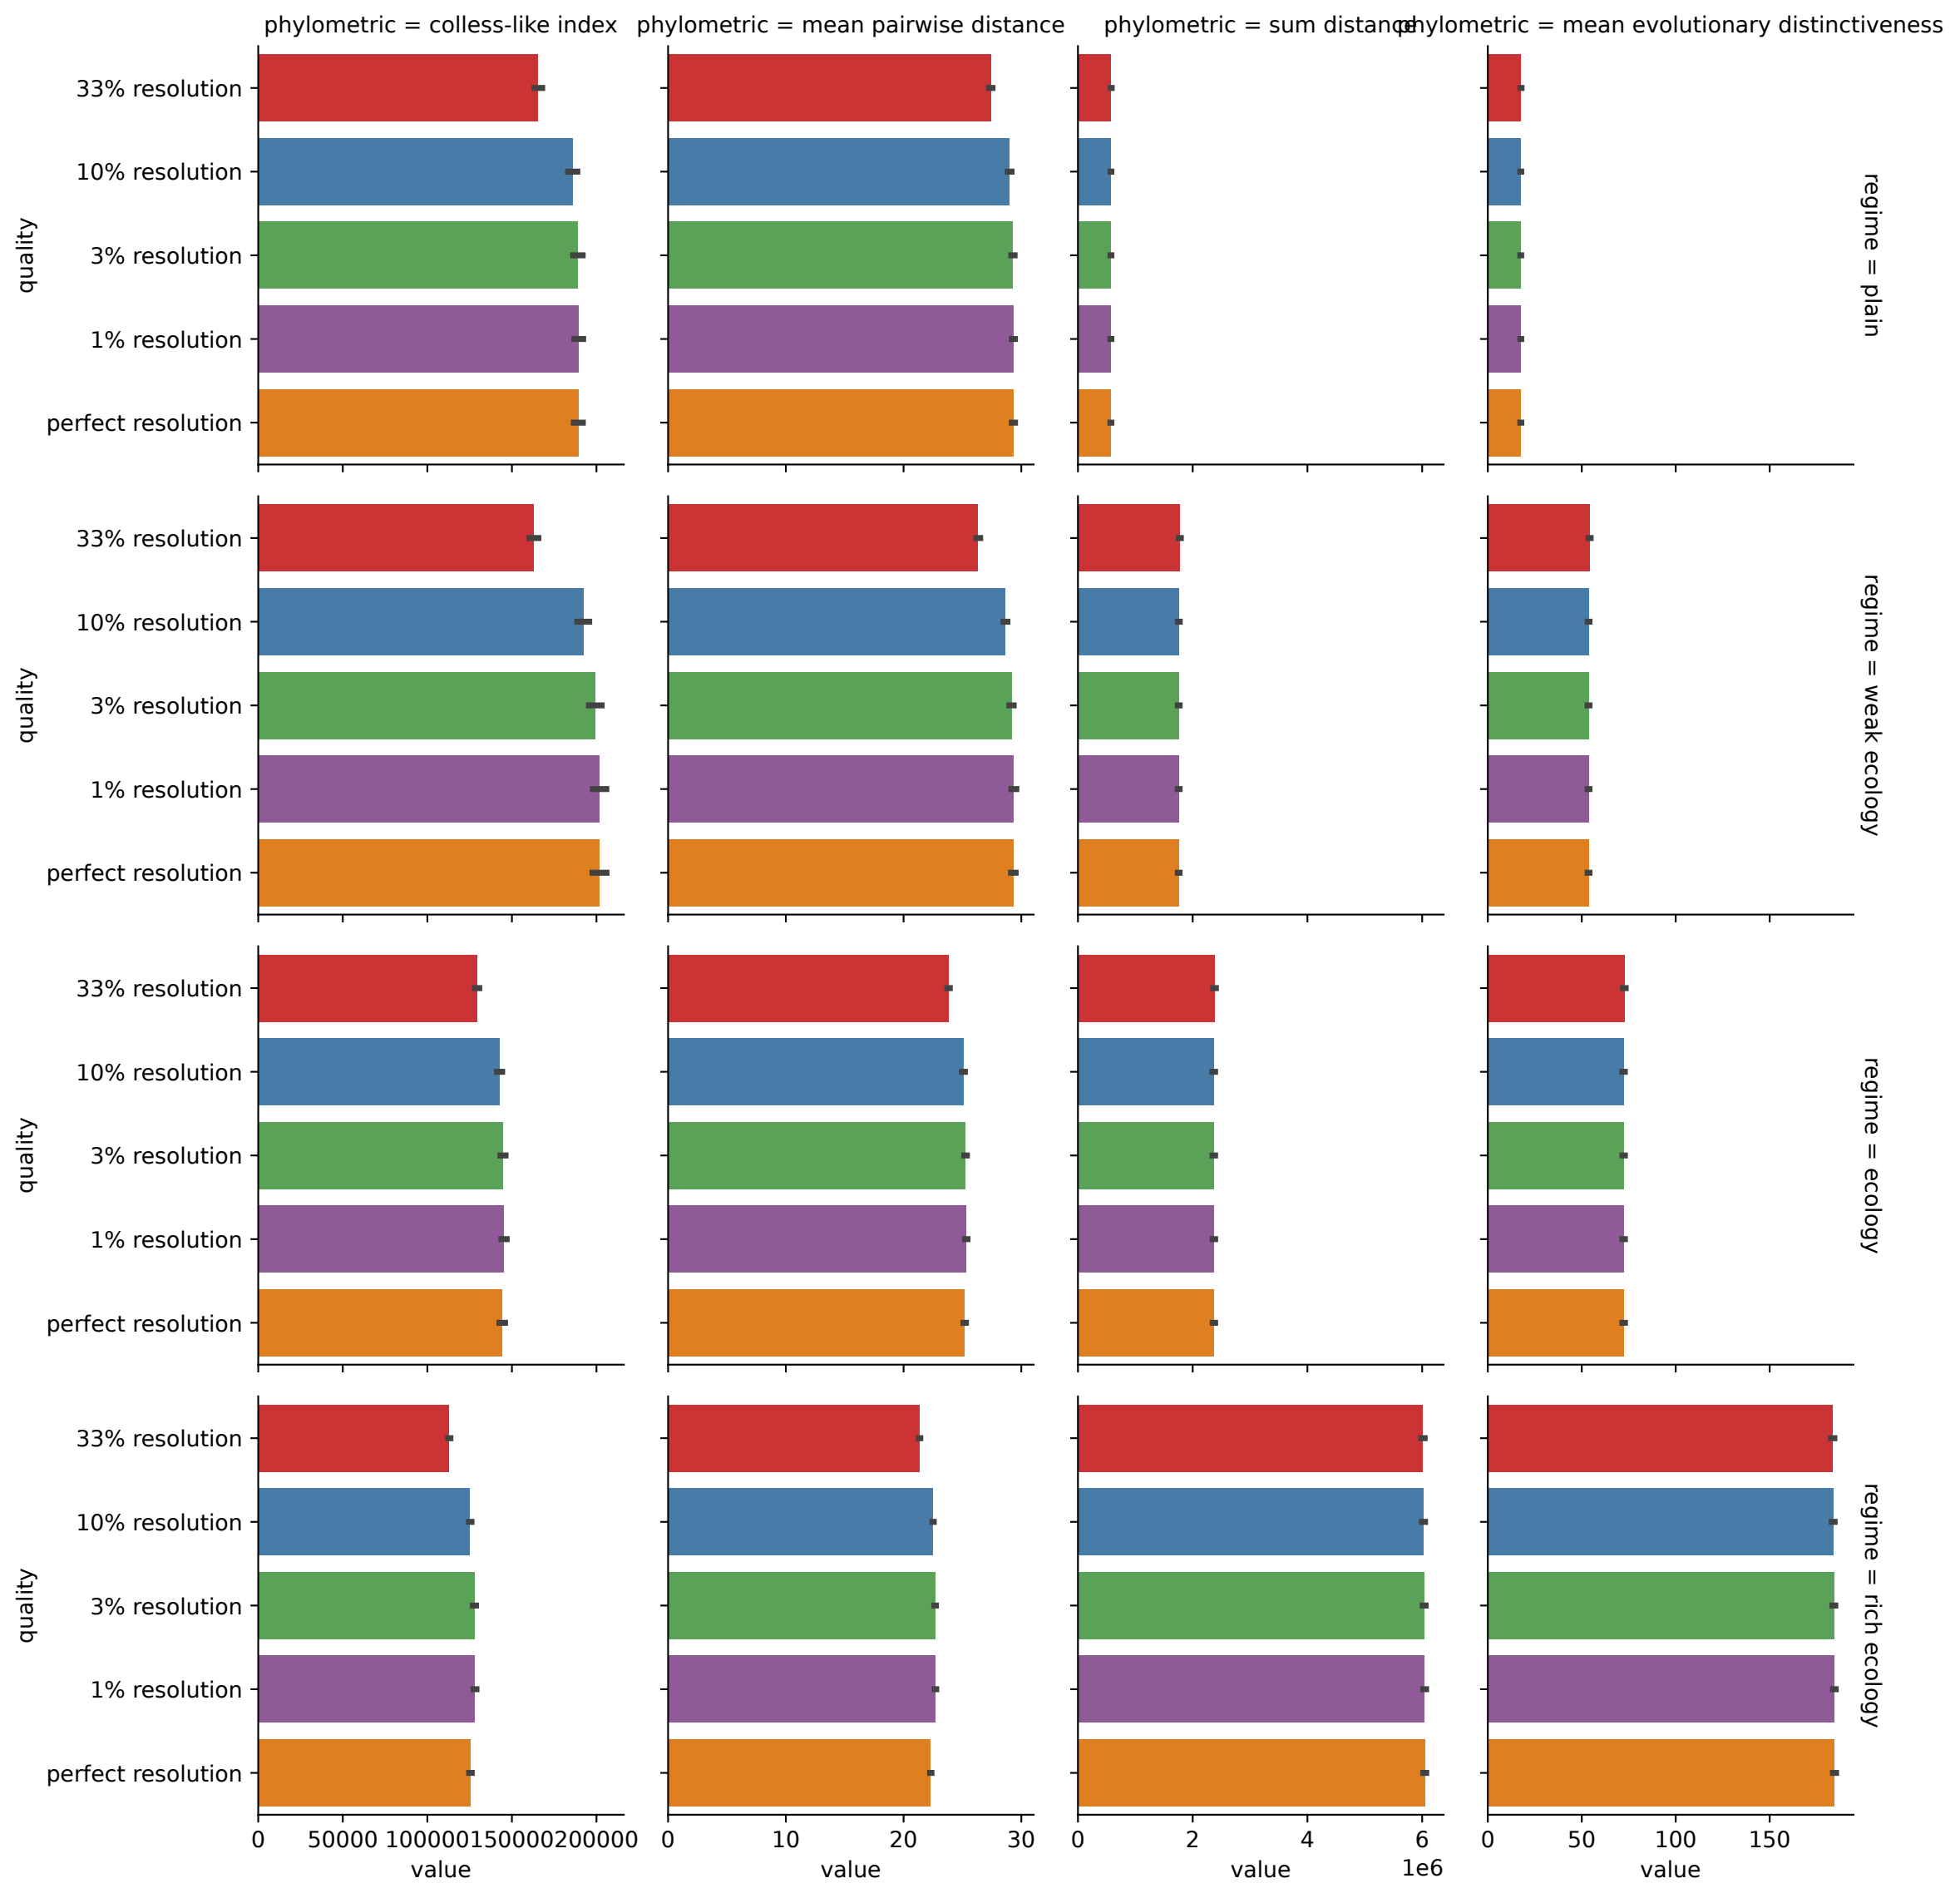 phylometric = colless-like index
phylometric = mean pairwise distance
phylometric = sum distance
phylometric = mean evolutionary distinctiveness
quality
33% resolution
10% resolution
3% resolution
1% resolution
perfect resolution
regime = plain
quality
33% resolution
10% resolution
3% resolution
1% resolution
perfect resolution
regime = weak ecology
quality
33% resolution
10% resolution
3% resolution
1% resolution
perfect resolution
regime = ecology
quality
33% resolution
10% resolution
3% resolution
1% resolution
perfect resolution
regime = rich ecology
0 50000 100000 150000 200000
value
0 10 20 30
value
0 2 4 6
1e6
value
0 50 100 150
value